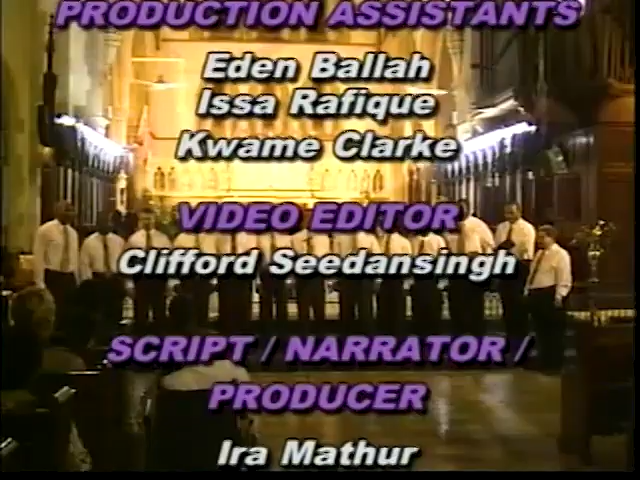 PRODUCTION ASSISTANTS
Eden Ballah
Issa Rafique
Kwame Clarke
VIDEO EDITOR
Clifford Seedansingh
SCRIPT / NARRATOR /
PRODUCER
Ira Mathur